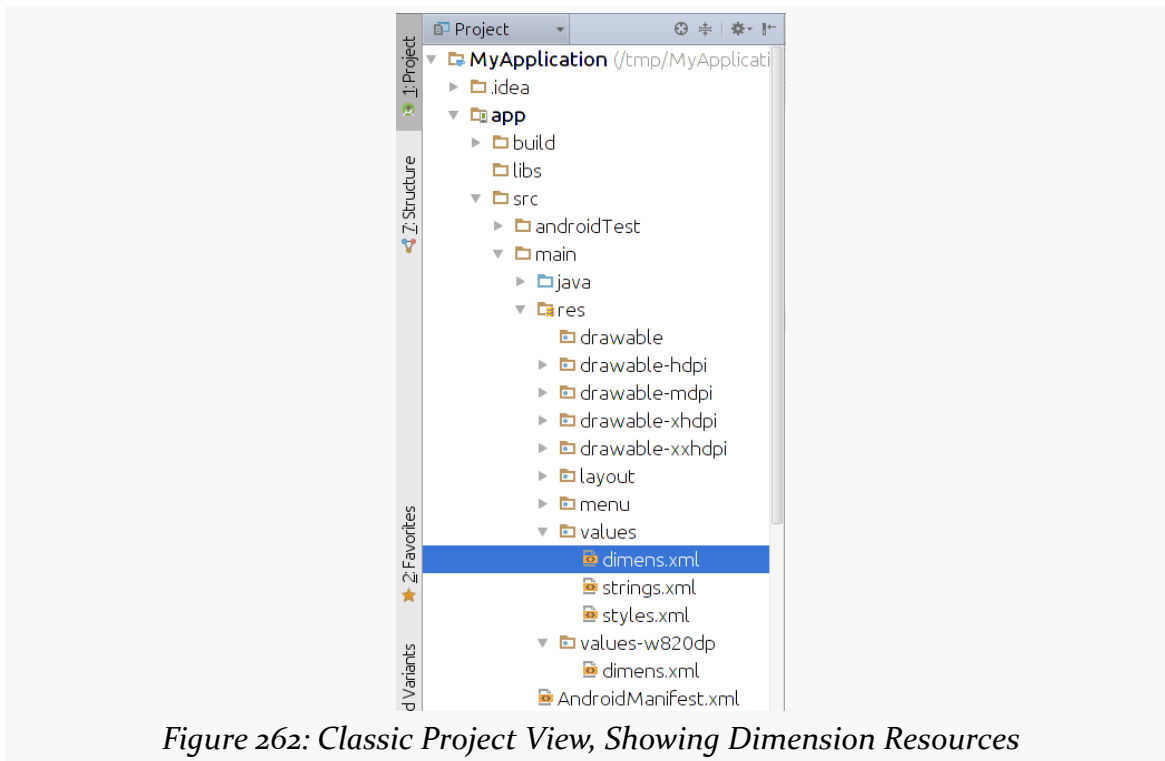 Project
MyApplication (/tmp/MyApplicati
.idea
app
build
libs
src
androidTest
main
java
res
drawable
drawable-hdpi
drawable-mdpi
drawable-xhdpi
drawable-xxhdpi
layout
menu
values
dimens.xml
strings.xml
styles.xml
values-w820dp
dimens.xml
AndroidManifest.xml
1: Project
7: Structure
2: Favorites
d Variants
Figure 262: Classic Project View, Showing Dimension Resources